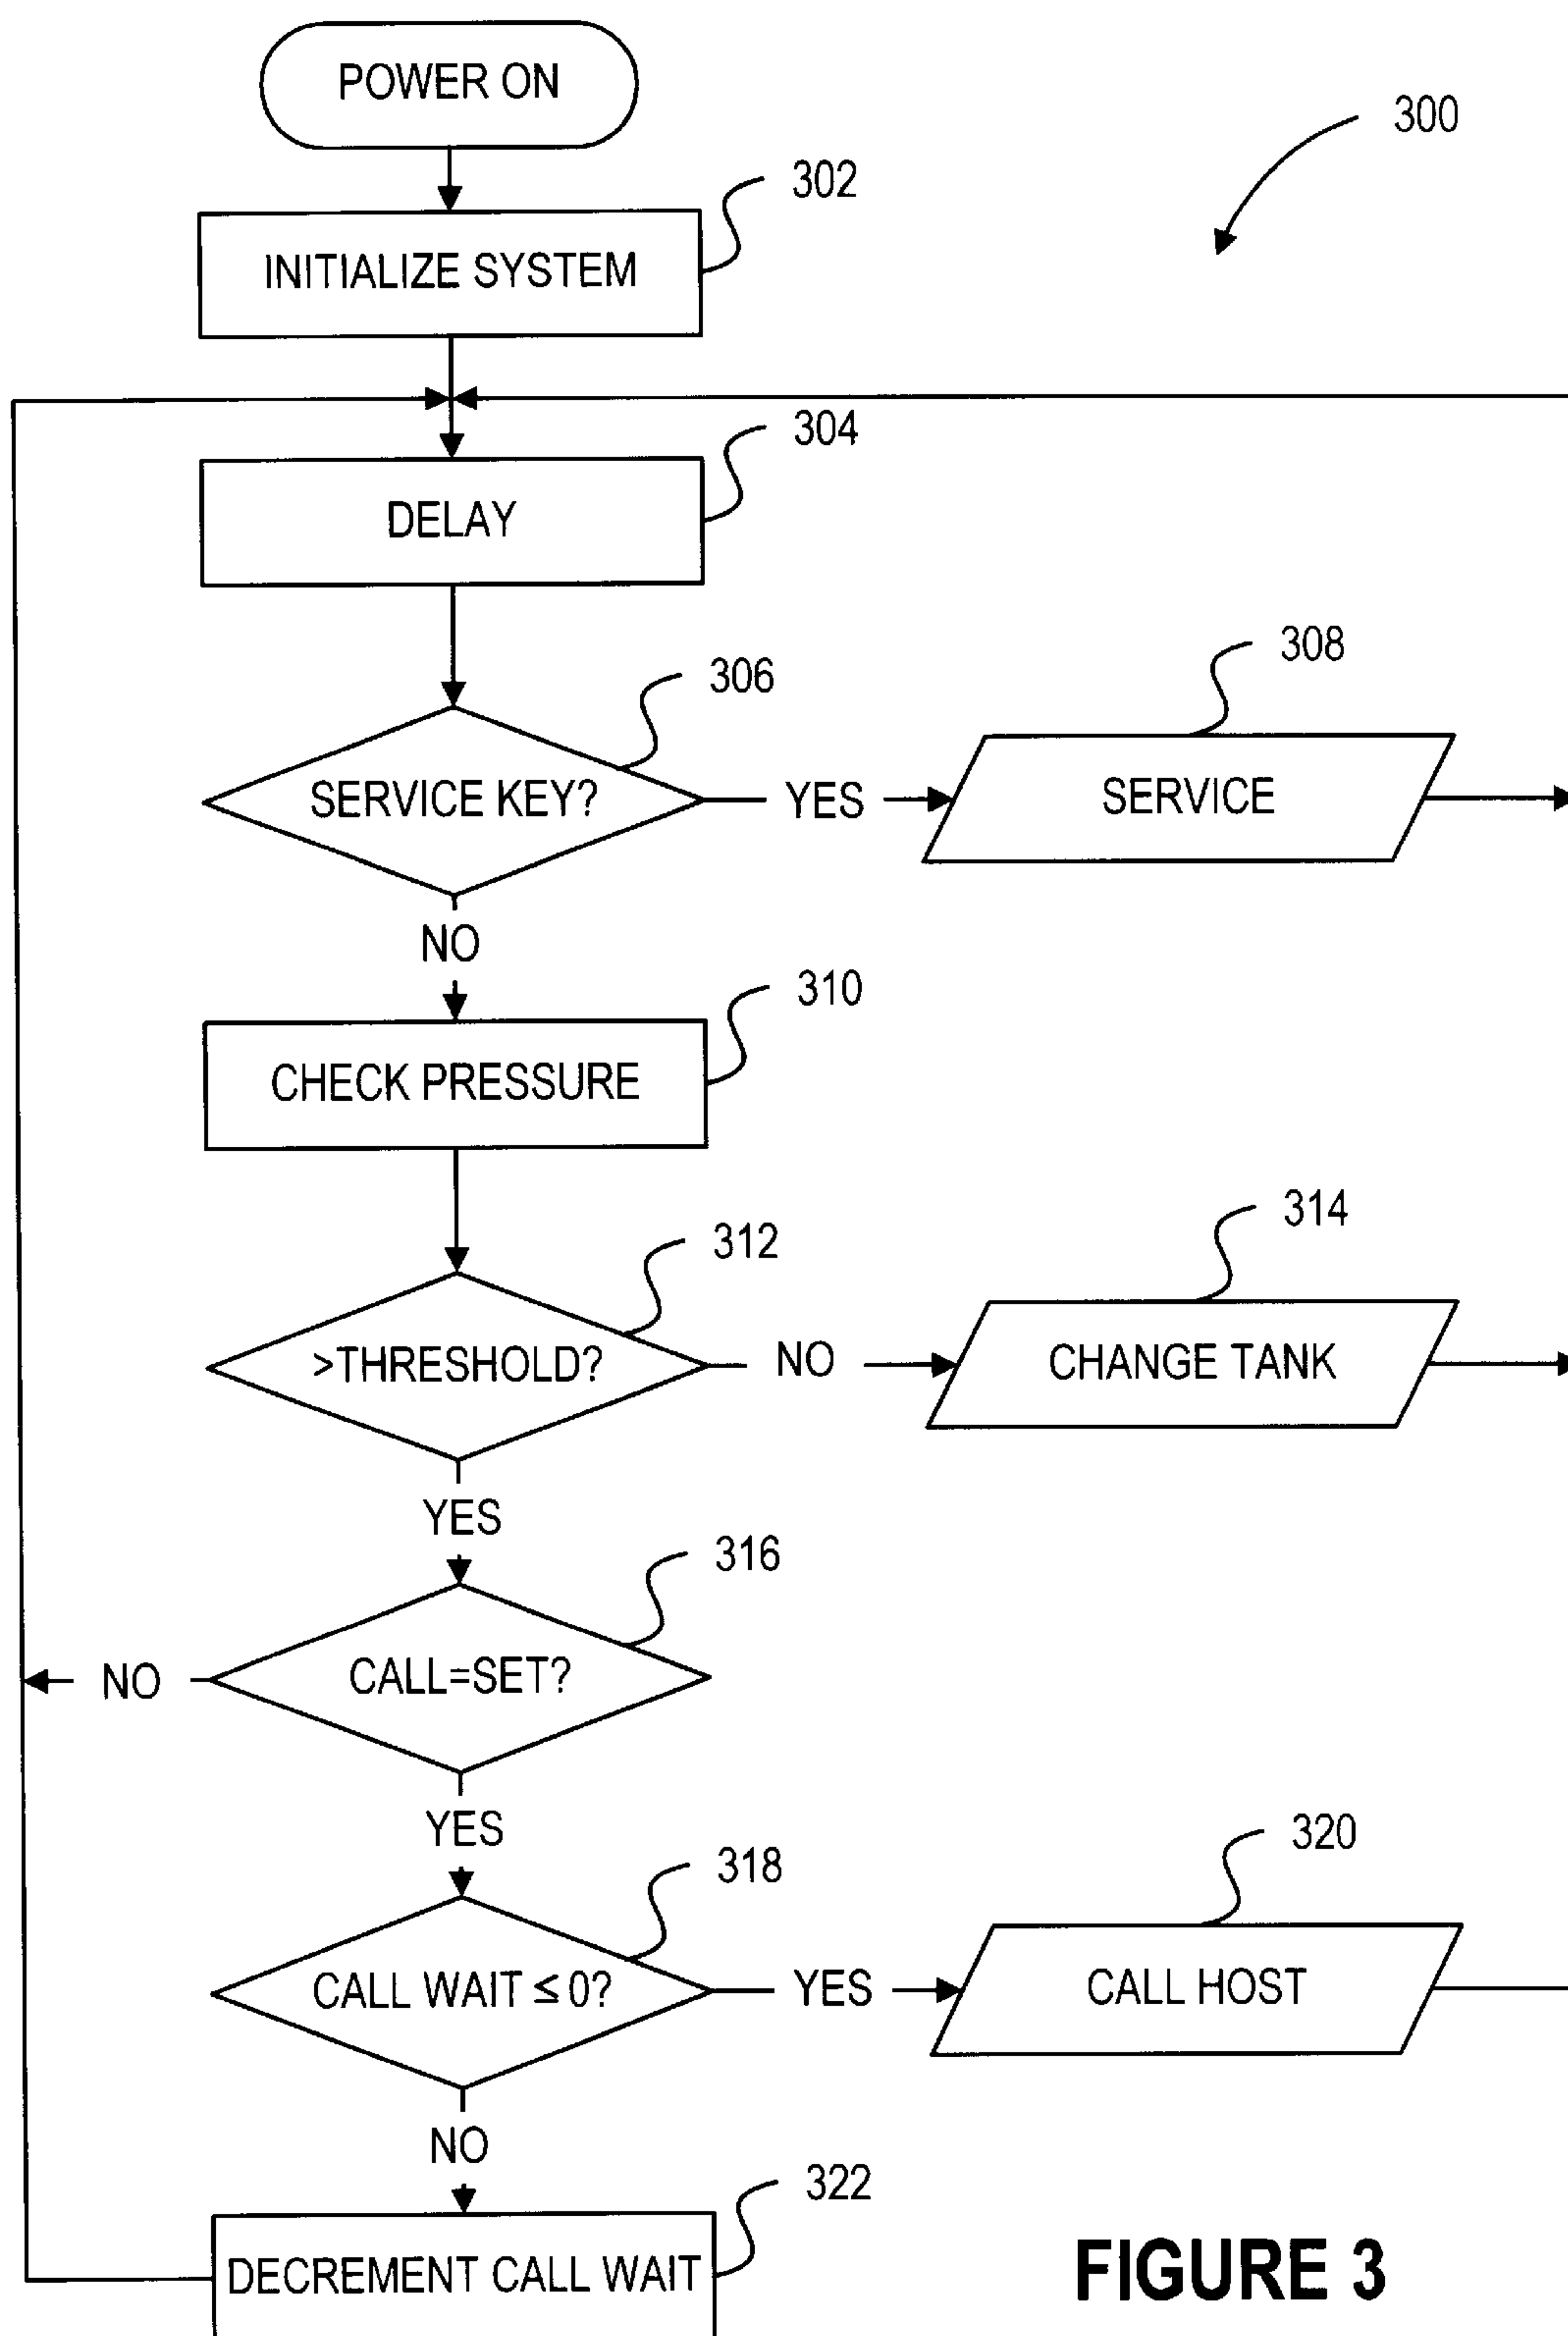 POWER ON
300
302
INITIALIZE SYSTEM
304
DELAY
306
308
SERVICE KEY?
YES
SERVICE
NO
310
CHECK PRESSURE
312
314
>THRESHOLD?
NO
CHANGE TANK
YES
316
CALL=SET?
NO
YES
318
320
CALL WAIT ≤ 0?
YES
CALL HOST
NO
322
DECREMENT CALL WAIT
FIGURE 3